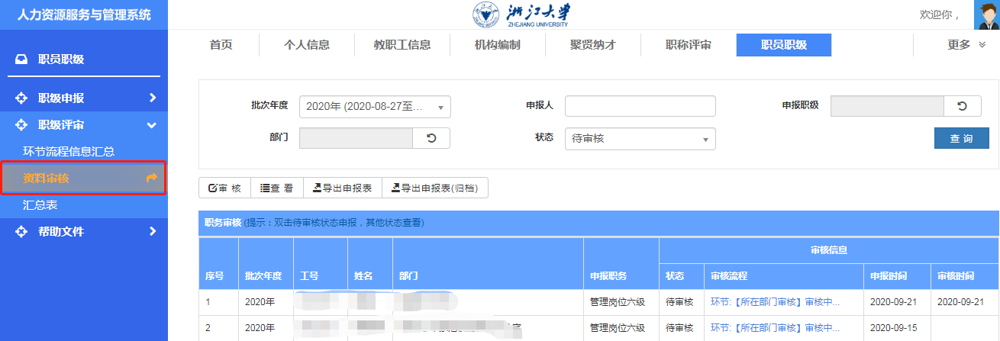 人力资源服务与管理系统
浙江大学
ZHEJIANG UNIVERSITY
欢迎你，
首页 个人信息 教职工信息 机构编制 聚贤纳才 职称评审 职员职级 更多
职员职级
职级申报
职级评审
环节流程信息汇总
资料审核
汇总表
帮助文件
批次年度 2020年 (2020-08-27至... 申报人 申报职级
部门 状态 待审核 查 询
审 核 查 看 导出申报表 导出申报表(归档)
职务审核 (提示：双击待审核状态申报，其他状态查看)
审核信息
序号 批次年度 工号 姓名 部门 申报职务 状态 审核流程 申报时间 审核时间
1 2020年 管理岗位六级 待审核 环节:【所在部门审核】审核中... 2020-09-21 2020-09-21
2 2020年 管理岗位六级 待审核 环节:【所在部门审核】审核中... 2020-09-15